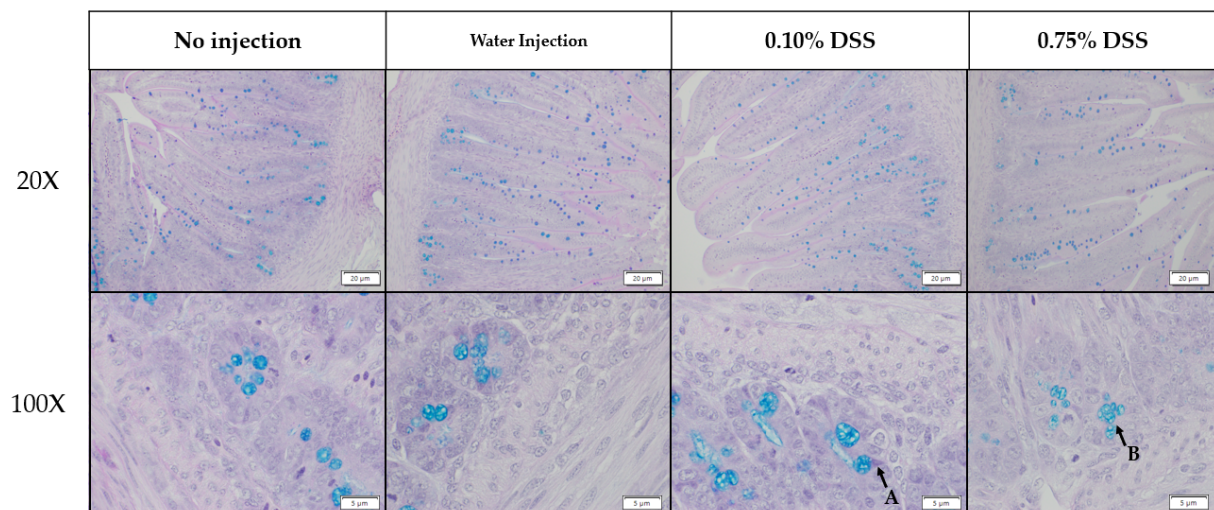 No injection
Water Injection
0.10% DSS
0.75% DSS
20X
20 µm
20 µm
20 µm
20 µm
100X
A
B
5 µm
5 µm
5 µm
5 µm